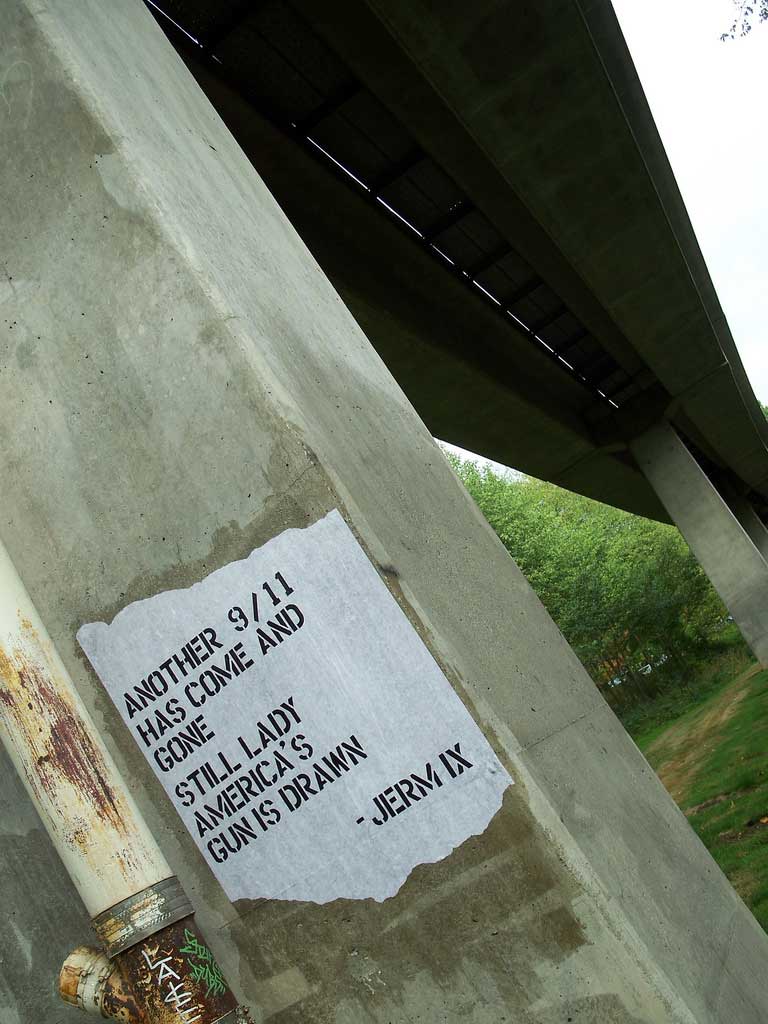 ANOTHER 9/11
HAS COME AND
GONE
STILL LADY
AMERICA'S
GUN IS DRAWN
-JERM IX